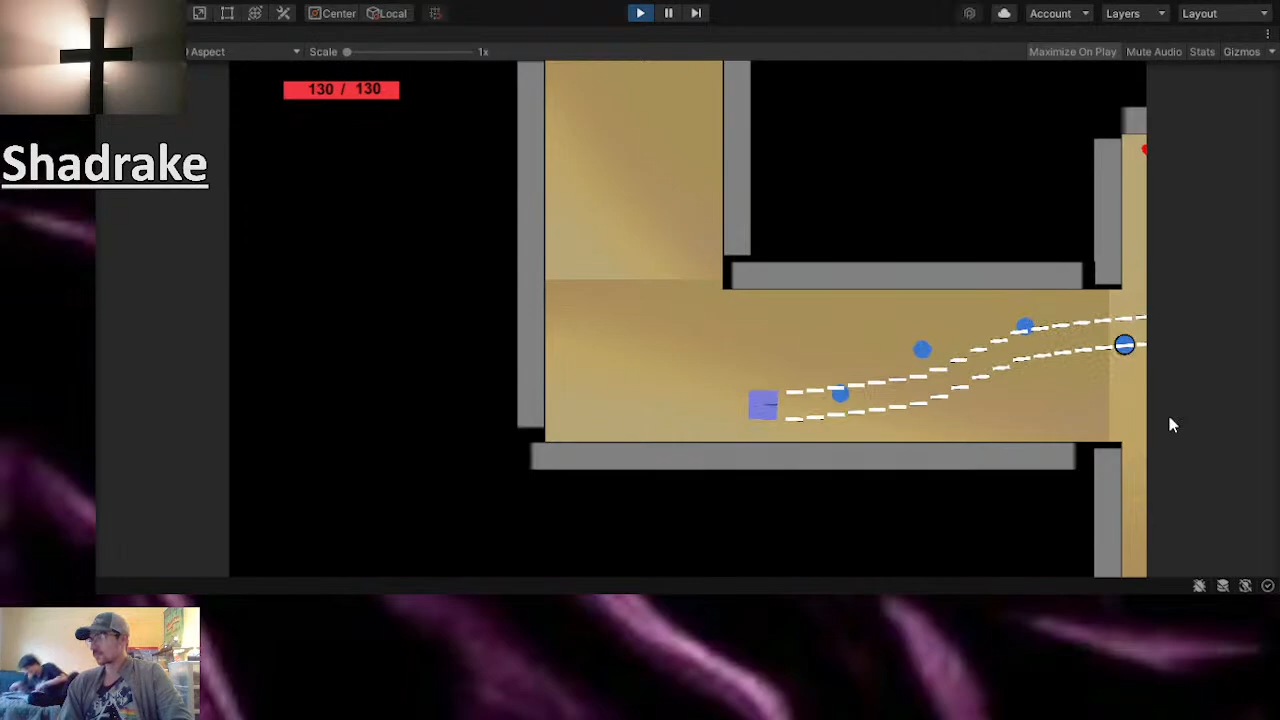 Center
Local
Account
Layers
Layout
Aspect
Scale
1x
Maximize On Play
Mute Audio
Stats
Gizmos
130 / 130
Shadrake